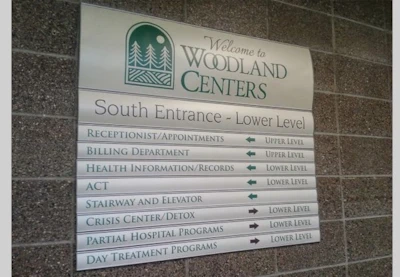 Welcome to
WOODLAND
CENTERS
South Entrance - Lower Level
RECEPTIONIST/APPOINTMENTS ← UPPER LEVEL
BILLING DEPARTMENT ← UPPER LEVEL
HEALTH INFORMATION/RECORDS ← LOWER LEVEL
ACT ← LOWER LEVEL
STAIRWAY AND ELEVATOR ←
CRISIS CENTER/DETOX → LOWER LEVEL
PARTIAL HOSPITAL PROGRAMS → LOWER LEVEL
DAY TREATMENT PROGRAMS → LOWER LEVEL